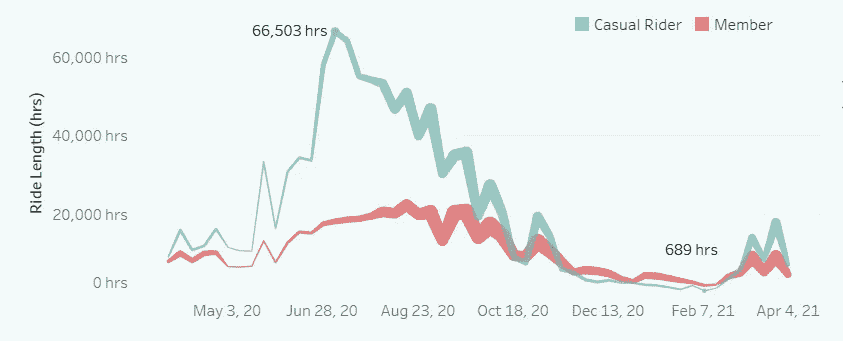 66,503 hrs
Casual Rider
Member
60,000 hrs
40,000 hrs
20,000 hrs
0 hrs
Ride Length (hrs)
689 hrs
May 3, 20
Jun 28, 20
Aug 23, 20
Oct 18, 20
Dec 13, 20
Feb 7, 21
Apr 4, 21